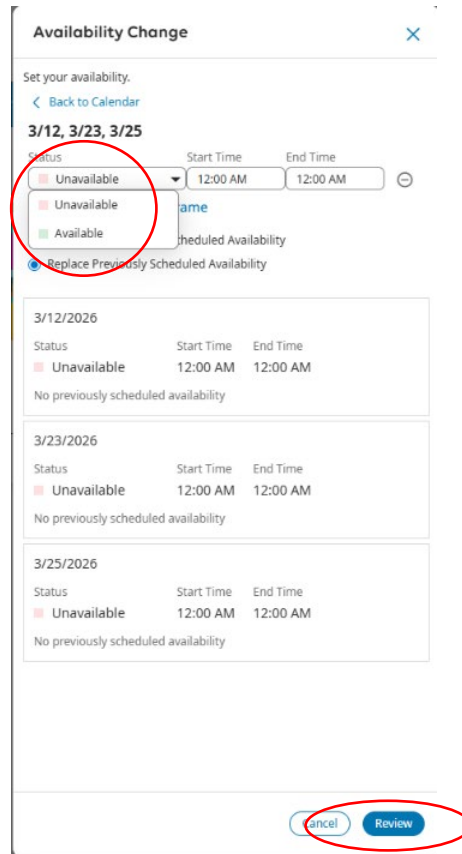 Availability Change
Set your availability.
Back to Calendar
3/12, 3/23, 3/25
Status Start Time End Time
Unavailable 12:00 AM 12:00 AM
Unavailable
Available
Scheduled Availability
Replace Previously Scheduled Availability
3/12/2026
Status Start Time End Time
Unavailable 12:00 AM 12:00 AM
No previously scheduled availability
3/23/2026
Status Start Time End Time
Unavailable 12:00 AM 12:00 AM
No previously scheduled availability
3/25/2026
Status Start Time End Time
Unavailable 12:00 AM 12:00 AM
No previously scheduled availability
Cancel Review